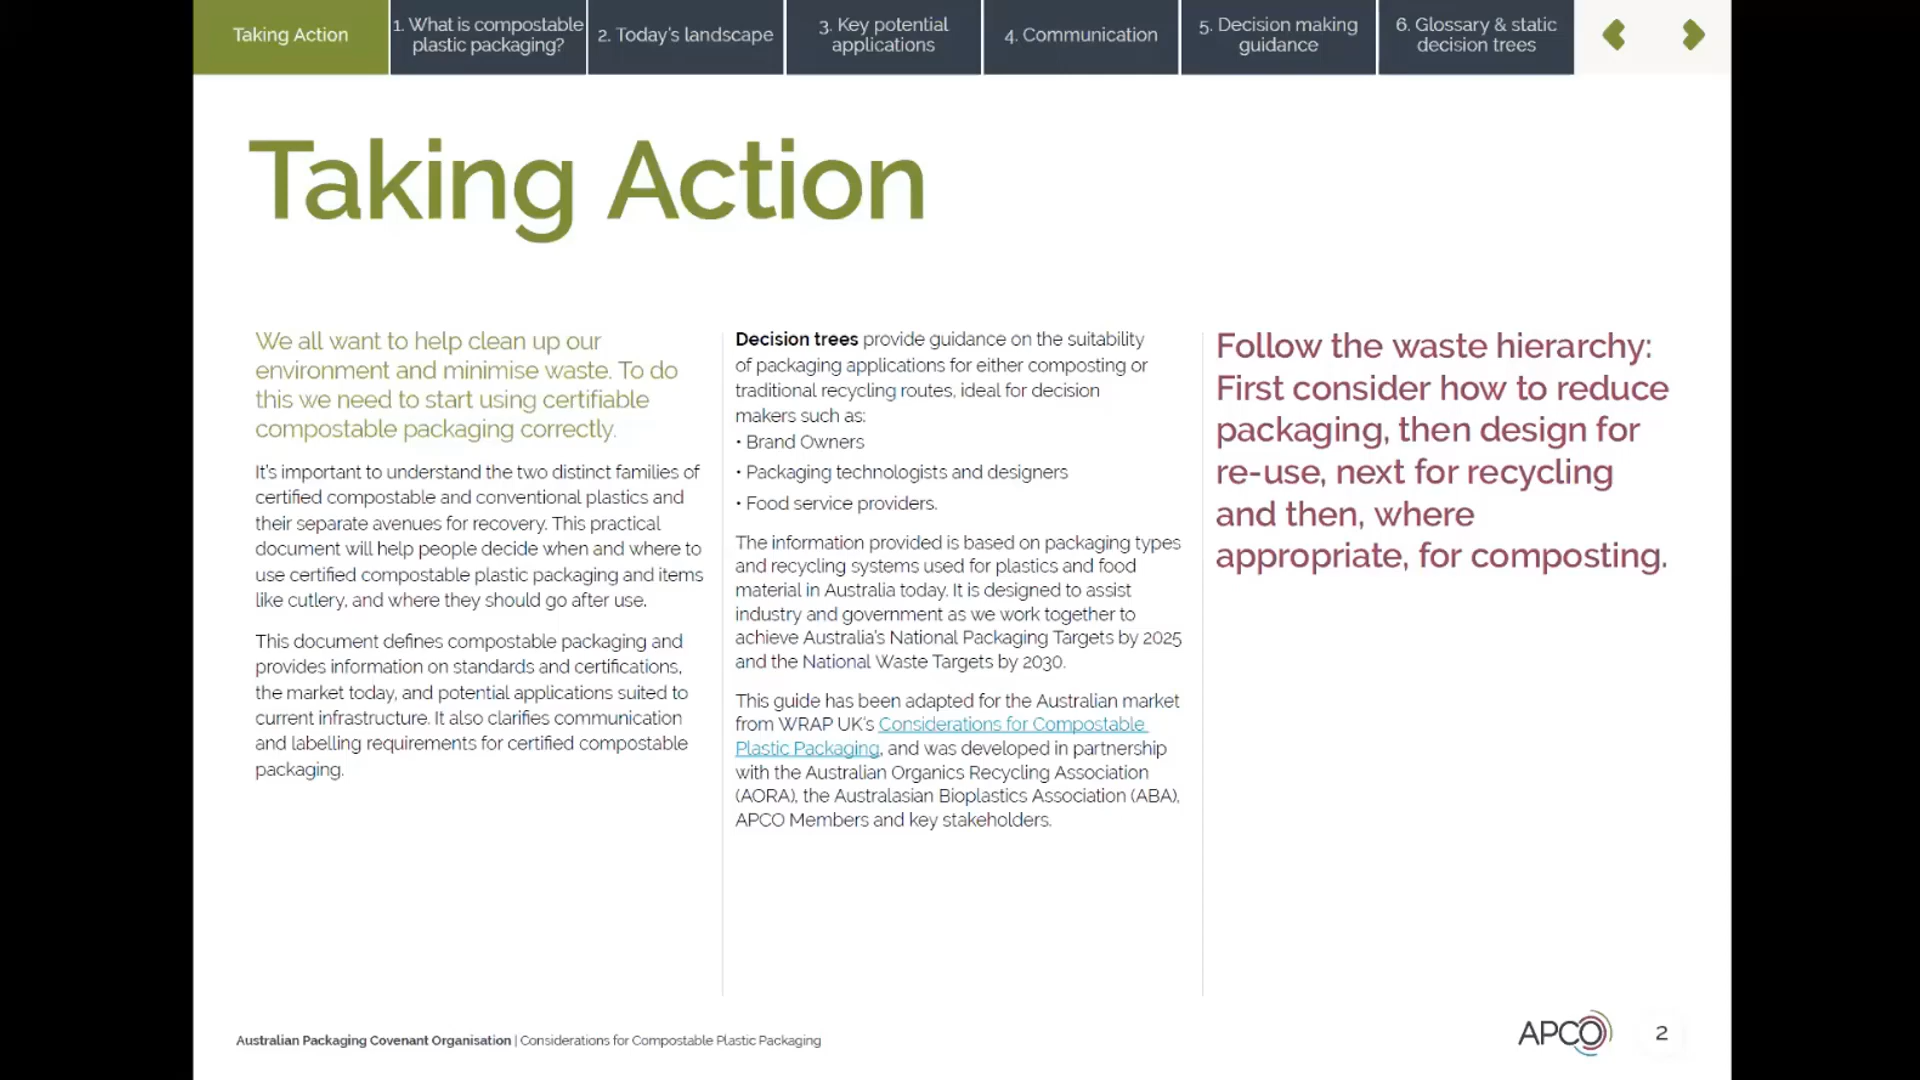 Taking Action
1. What is compostable
plastic packaging?
2. Today's landscape
3. Key potential
applications
4. Communication
5. Decision making
guidance
6. Glossary & static
decision trees
Taking Action
We all want to help clean up our
environment and minimise waste. To do
this we need to start using certifiable
compostable packaging correctly.
It's important to understand the two distinct families of
certified compostable and conventional plastics and
their separate avenues for recovery. This practical
document will help people decide when and where to
use certified compostable plastic packaging and items
like cutlery, and where they should go after use.
This document defines compostable packaging and
provides information on standards and certifications,
the market today, and potential applications suited to
current infrastructure. It also clarifies communication
and labelling requirements for certified compostable
packaging.
Decision trees provide guidance on the suitability
of packaging applications for either composting or
traditional recycling routes, ideal for decision
makers such as:
• Brand Owners
• Packaging technologists and designers
• Food service providers.
The information provided is based on packaging types
and recycling systems used for plastics and food
material in Australia today. It is designed to assist
industry and government as we work together to
achieve Australia's National Packaging Targets by 2025
and the National Waste Targets by 2030.
This guide has been adapted for the Australian market
from WRAP UK's Considerations for Compostable
Plastic Packaging, and was developed in partnership
with the Australian Organics Recycling Association
(AORA), the Australasian Bioplastics Association (ABA),
APCO Members and key stakeholders.
Follow the waste hierarchy:
First consider how to reduce
packaging, then design for
re-use, next for recycling
and then, where
appropriate, for composting.
Australian Packaging Covenant Organisation | Considerations for Compostable Plastic Packaging
APCO
2